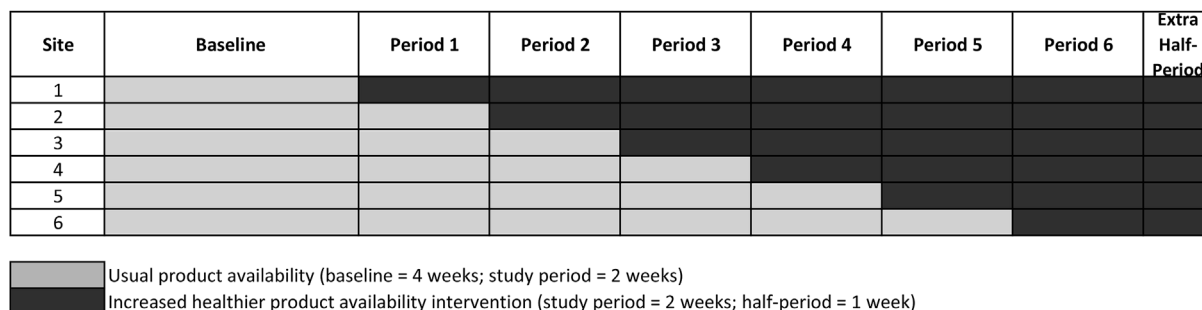 Site Baseline Period 1 Period 2 Period 3 Period 4 Period 5 Period 6 Extra Half-Period
1
2
3
4
5
6
Usual product availability (baseline = 4 weeks; study period = 2 weeks)
Increased healthier product availability intervention (study period = 2 weeks; half-period = 1 week)